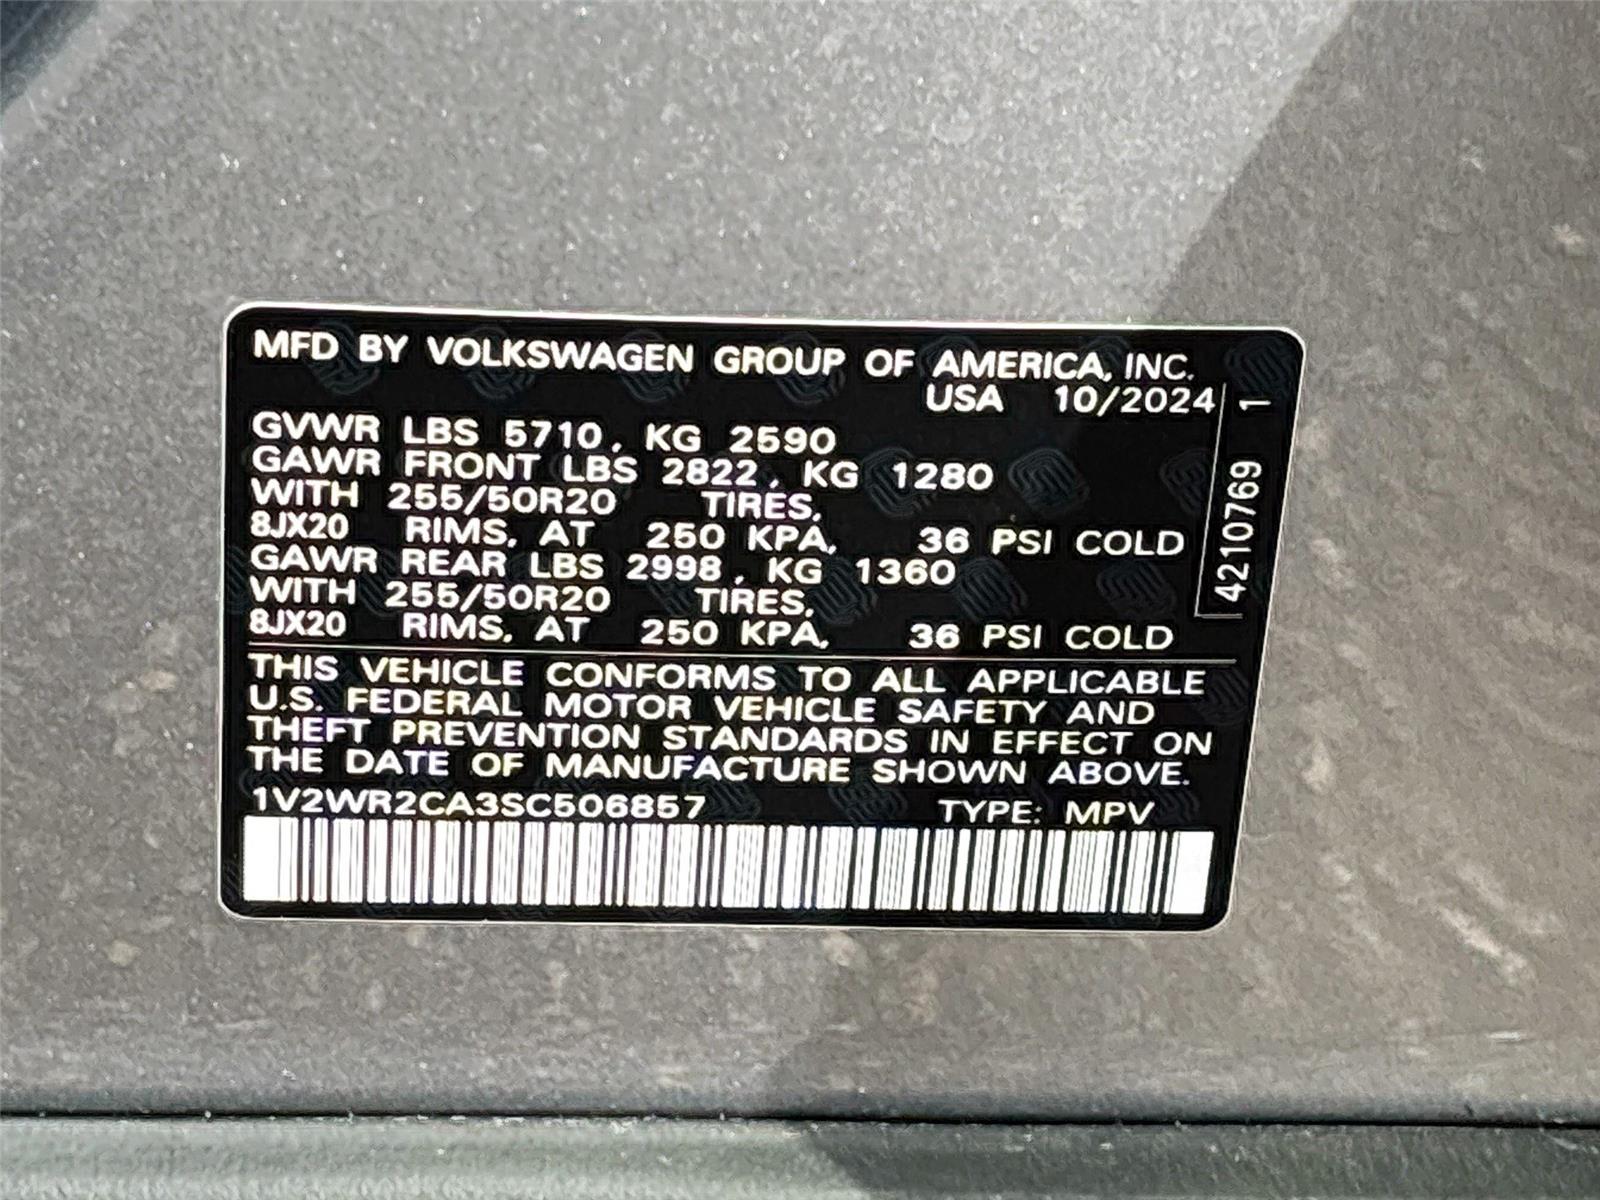 MFD BY VOLKSWAGEN GROUP OF AMERICA, INC.
USA 10/2024
GVWR LBS 5710, KG 2590
GAWR FRONT LBS 2822, KG 1280
WITH 255/50R20 TIRES,
8JX20 RIMS, AT 250 KPA, 36 PSI COLD
GAWR REAR LBS 2998, KG 1360
WITH 255/50R20 TIRES,
8JX20 RIMS, AT 250 KPA, 36 PSI COLD
THIS VEHICLE CONFORMS TO ALL APPLICABLE
U.S. FEDERAL MOTOR VEHICLE SAFETY AND
THEFT PREVENTION STANDARDS IN EFFECT ON
THE DATE OF MANUFACTURE SHOWN ABOVE.
1V2WR2CA3SC506857 TYPE: MPV
4210769 1